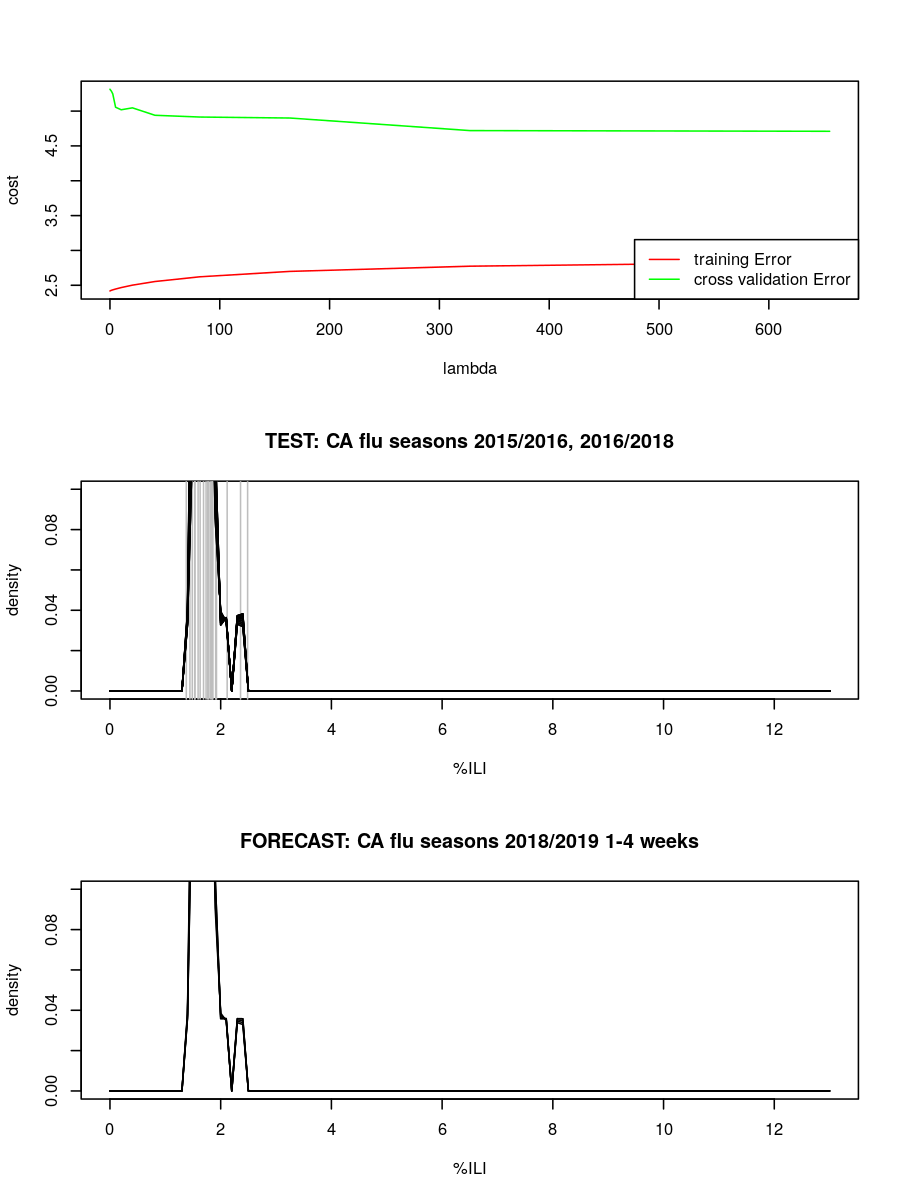 4.5
3.5
2.5
cost
training Error
cross validation Error
0 100 200 300 400 500 600
lambda
TEST: CA flu seasons 2015/2016, 2016/2018
0.08
0.04
0.00
density
0 2 4 6 8 10 12
%ILI
FORECAST: CA flu seasons 2018/2019 1-4 weeks
0.08
0.04
0.00
density
0 2 4 6 8 10 12
%ILI